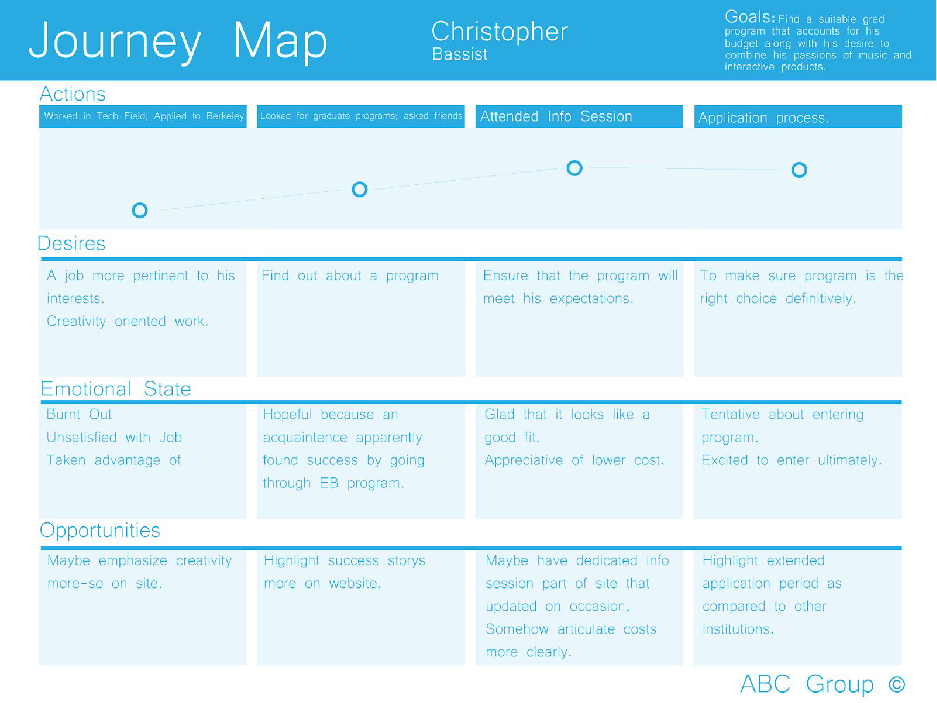 Journey Map
Christopher
Bassist
Goals: Find a suitable grad
program that accounts for his
budget along with his desire to
combine his passions of music and
interactive products.
Actions
Worked in Tech Field; Applied to Berkeley
Looked for graduate programs; asked friends
Attended Info Session
Application process.
Desires
A job more pertinent to his
interests.
Creativity oriented work.
Find out about a program
Ensure that the program will
meet his expectations.
To make sure program is the
right choice definitively.
Emotional State
Burnt Out
Unsatisfied with Job
Taken advantage of
Hopeful because an
acquaintence apparently
found success by going
through EB program.
Glad that it looks like a
good fit.
Appreciative of lower cost.
Tentative about entering
program.
Excited to enter ultimately.
Opportunities
Maybe emphasize creativity
more-so on site.
Highlight success storys
more on website.
Maybe have dedicated info
session part of site that
updated on occasion.
Somehow articulate costs
more clearly.
Highlight extended
application period as
compared to other
institutions.
ABC Group ©